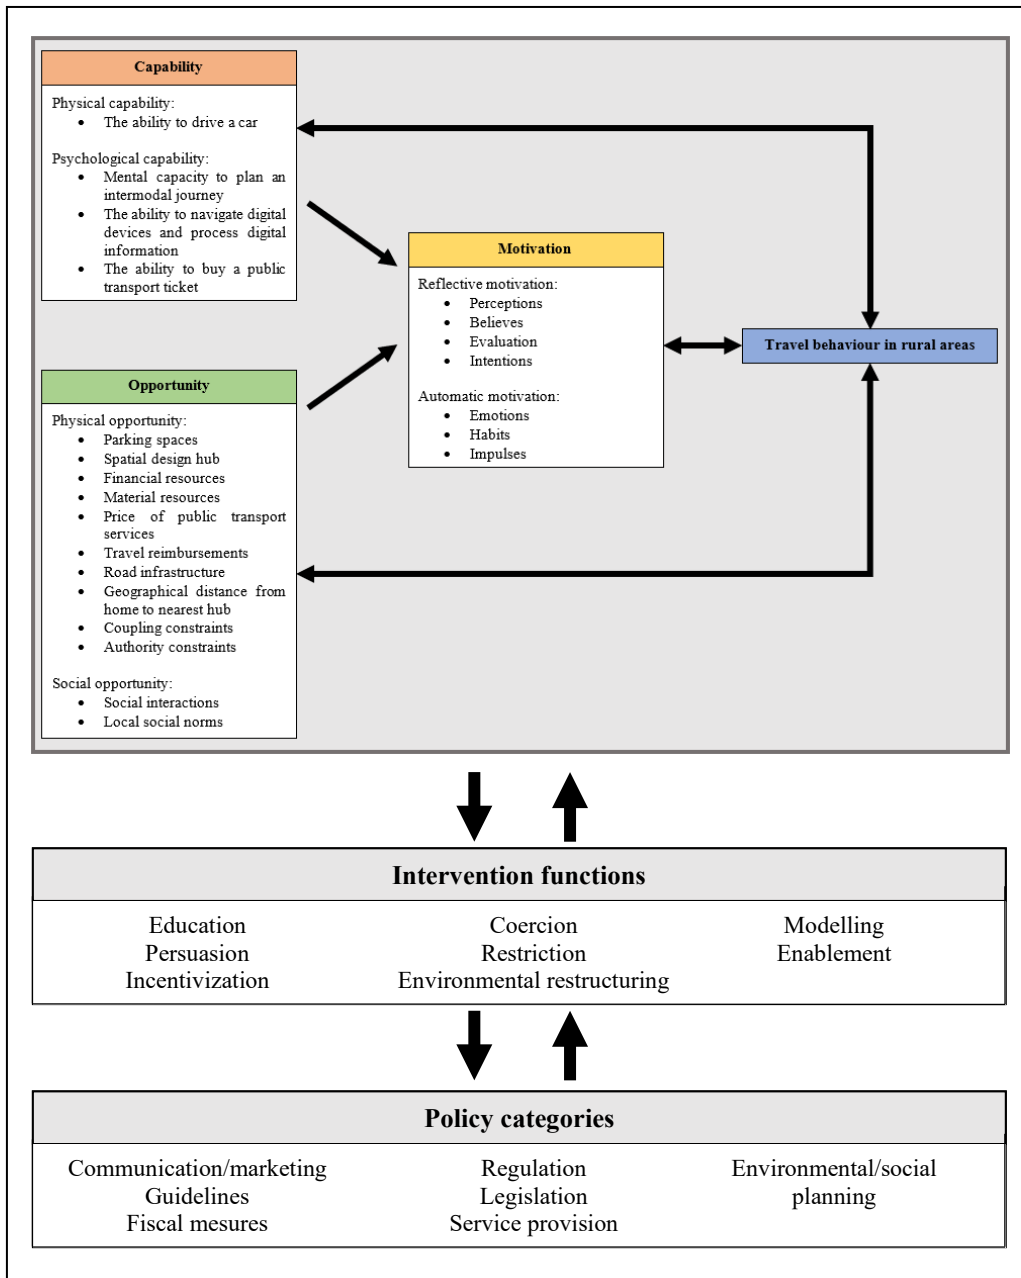 Capability
Physical capability:
• The ability to drive a car
Psychological capability:
• Mental capacity to plan an
intermodal journey
• The ability to navigate digital
devices and process digital
information
• The ability to buy a public
transport ticket
Opportunity
Physical opportunity:
• Parking spaces
• Spatial design hub
• Financial resources
• Material resources
• Price of public transport
services
• Travel reimbursements
• Road infrastructure
• Geographical distance from
home to nearest hub
• Coupling constraints
• Authority constraints
Social opportunity:
• Social interactions
• Local social norms
Motivation
Reflective motivation:
• Perceptions
• Believes
• Evaluation
• Intentions
Automatic motivation:
• Emotions
• Habits
• Impulses
Travel behaviour in rural areas
Intervention functions
Education
Persuasion
Incentivization
Coercion
Restriction
Environmental restructuring
Modelling
Enablement
Policy categories
Communication/marketing
Guidelines
Fiscal mesures
Regulation
Legislation
Service provision
Environmental/social
planning